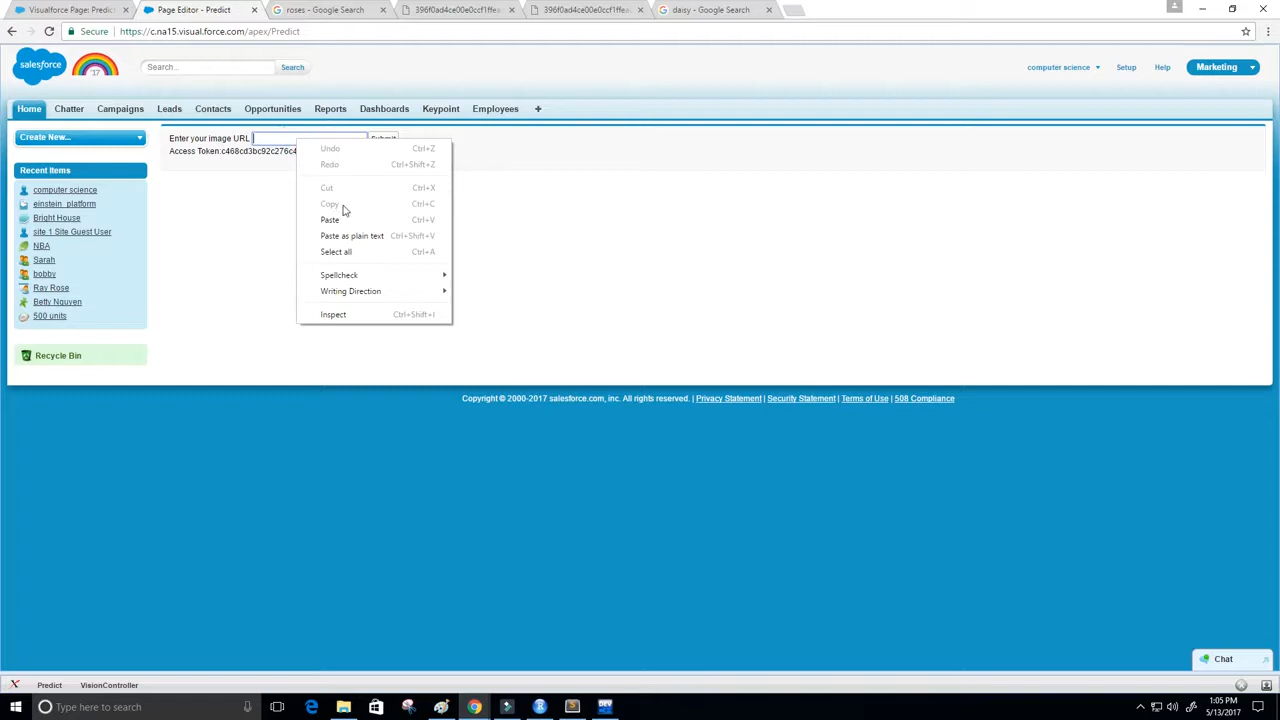 Visualforce Page: Predict
Page Editor - Predict
roses - Google Search
396f0ad4ce00e0ccf1ffea
396f0ad4ce00e0ccf1ffea
daisy - Google Search
Secure
https://c.na15.visual.force.com/apex/Predict
salesforce
'17
Search...
Search
computer science
Setup
Help
Marketing
Home
Chatter
Campaigns
Leads
Contacts
Opportunities
Reports
Dashboards
Keypoint
Employees
+
Create New...
Recent Items
computer science
einstein_platform
Bright House
site 1 Site Guest User
NBA
Sarah
bobby
Ray Rose
Betty Nguyen
500 units
Recycle Bin
Enter your image URL
Submit
Access Token:c468cd3bc92c276c4
Undo Ctrl+Z
Redo Ctrl+Shift+Z
Cut Ctrl+X
Copy Ctrl+C
Paste Ctrl+V
Paste as plain text Ctrl+Shift+V
Select all Ctrl+A
Spellcheck
Writing Direction
Inspect Ctrl+Shift+I
Copyright © 2000-2017 salesforce.com, inc. All rights reserved. | Privacy Statement | Security Statement | Terms of Use | 508 Compliance
Chat
Predict
VisionController
Type here to search
DEV
1:05 PM
5/13/2017